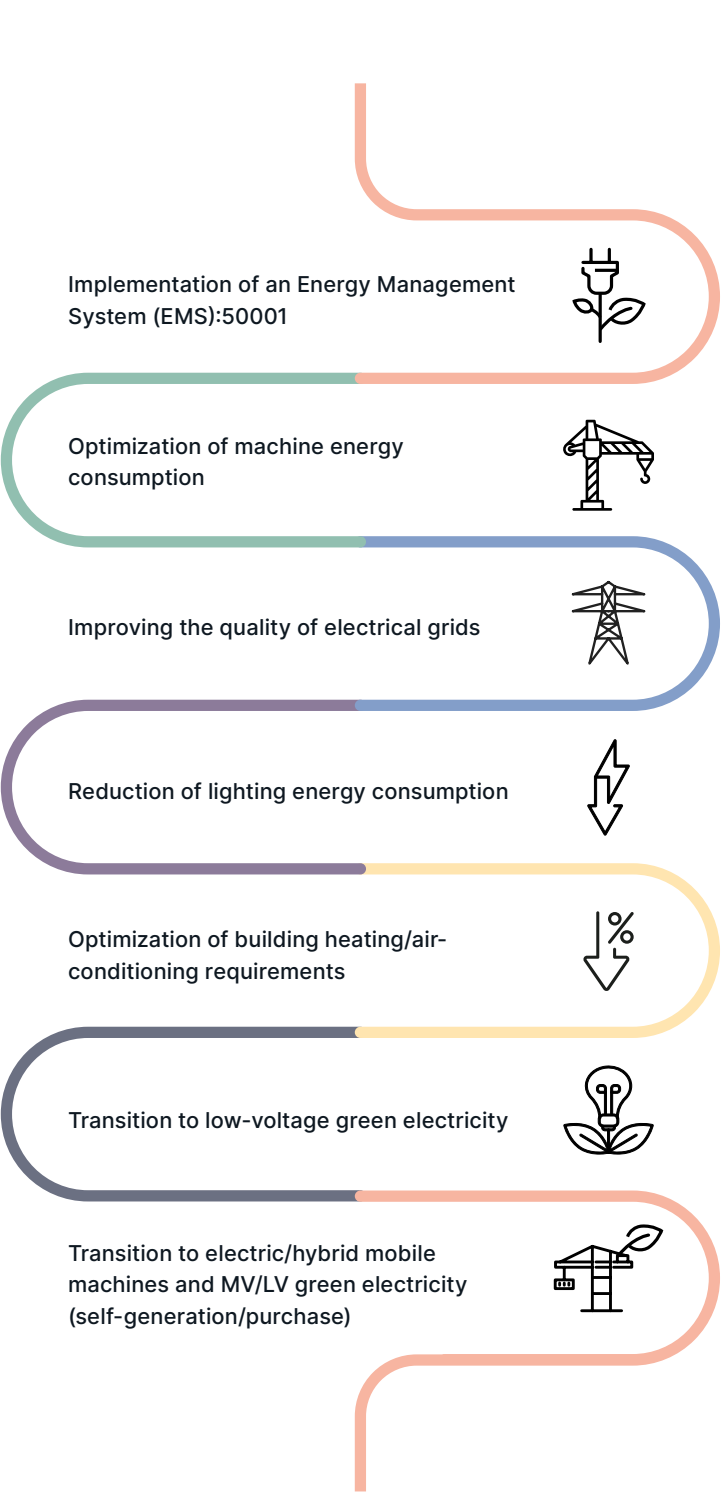 Implementation of an Energy Management
System (EMS):50001
Optimization of machine energy
consumption
Improving the quality of electrical grids
Reduction of lighting energy consumption
%
Optimization of building heating/air-
conditioning requirements
Transition to low-voltage green electricity
Transition to electric/hybrid mobile
machines and MV/LV green electricity
(self-generation/purchase)